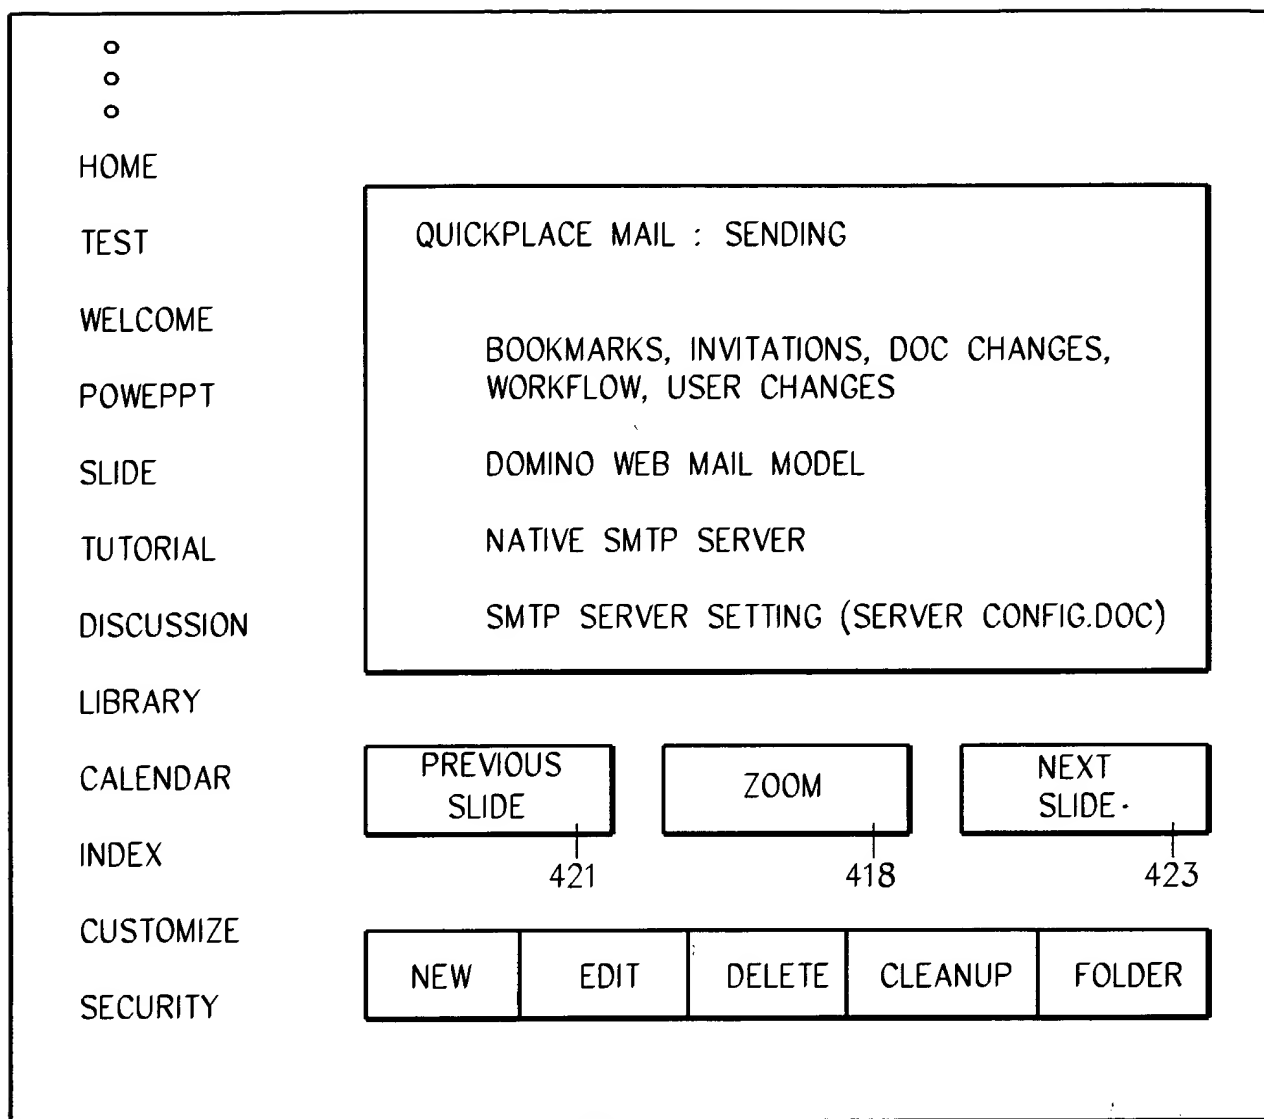 HOME
TEST
WELCOME
POWEPPT
SLIDE
TUTORIAL
DISCUSSION
LIBRARY
CALENDAR
INDEX
CUSTOMIZE
SECURITY
QUICKPLACE MAIL : SENDING
BOOKMARKS, INVITATIONS, DOC CHANGES,
WORKFLOW, USER CHANGES
DOMINO WEB MAIL MODEL
NATIVE SMTP SERVER
SMTP SERVER SETTING (SERVER CONFIG.DOC)
PREVIOUS
SLIDE
421
ZOOM
418
NEXT
SLIDE
423
NEW EDIT DELETE CLEANUP FOLDER